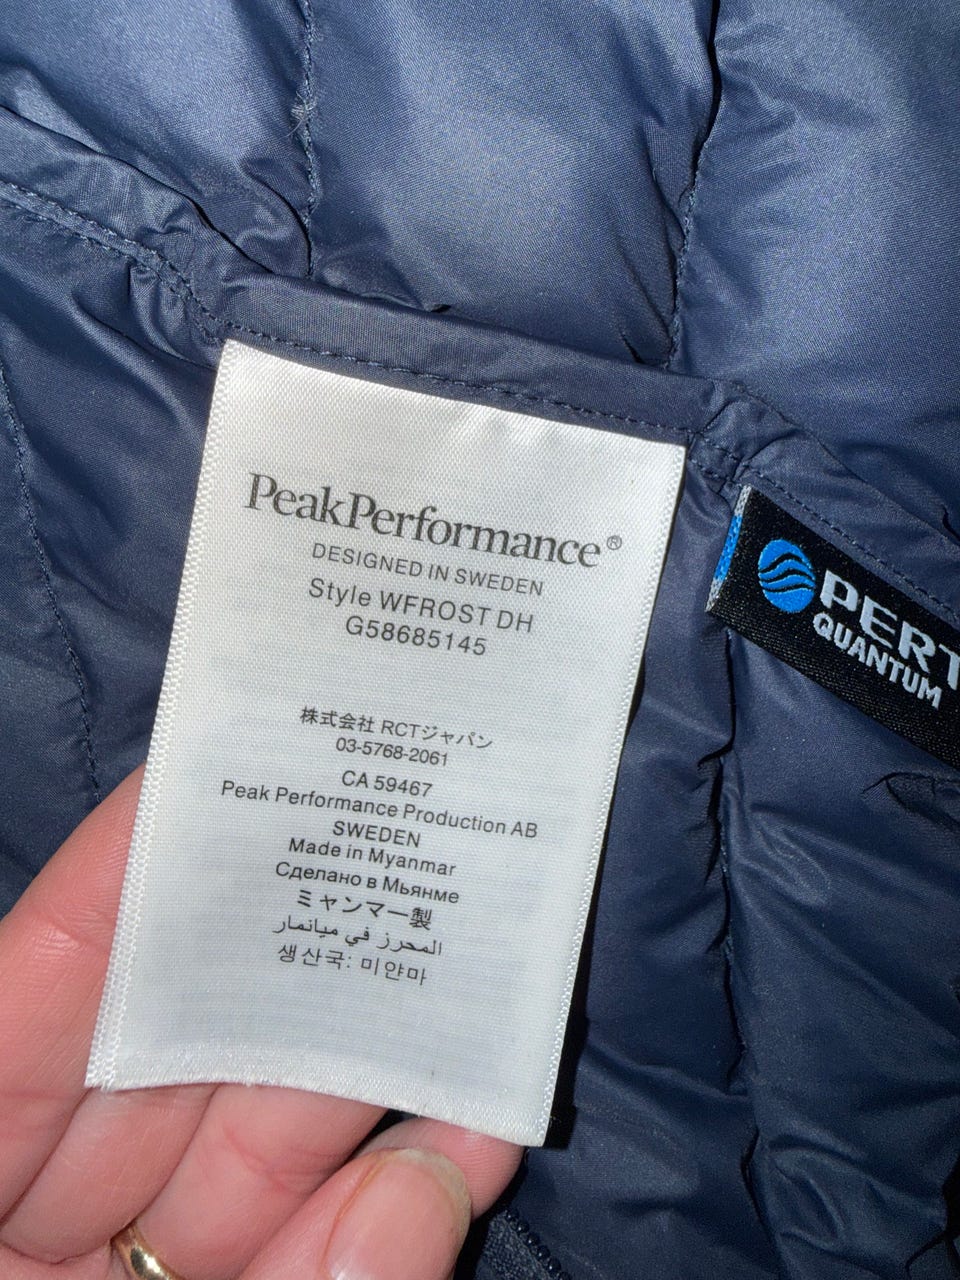 PeakPerformance®
DESIGNED IN SWEDEN
Style WFROST DH
G58685145
株式会社 RCTジャパン
03-5768-2061
CA 59467
Peak Performance Production AB
SWEDEN
Made in Myanmar
Сделано в Мьянме
ミャンマー製
المحرز في ميانمار
생산국: 미얀마
PERT
QUANTUM